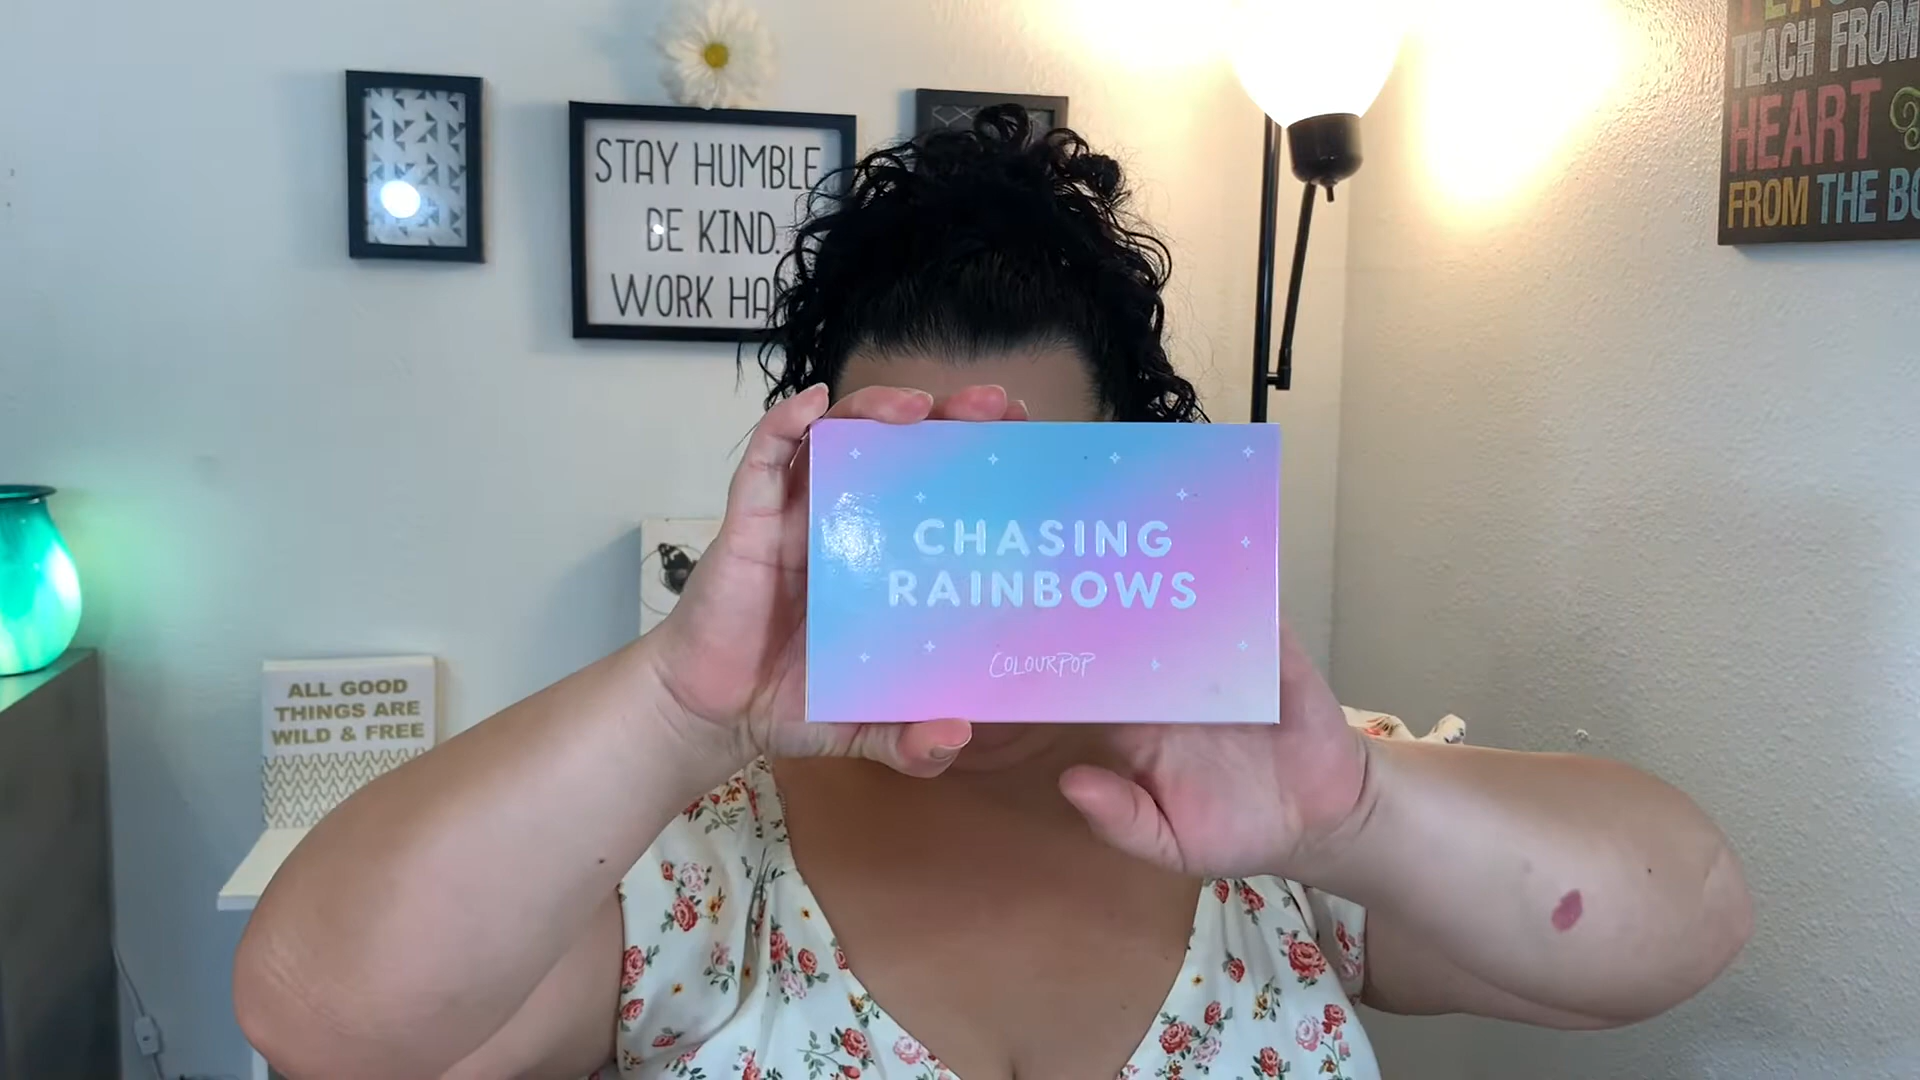 STAY HUMBLE
BE KIND.
WORK HA
TEACH FROM
HEART
FROM THE BO
CHASING
RAINBOWS
COLOURPOP
ALL GOOD
THINGS ARE
WILD & FREE